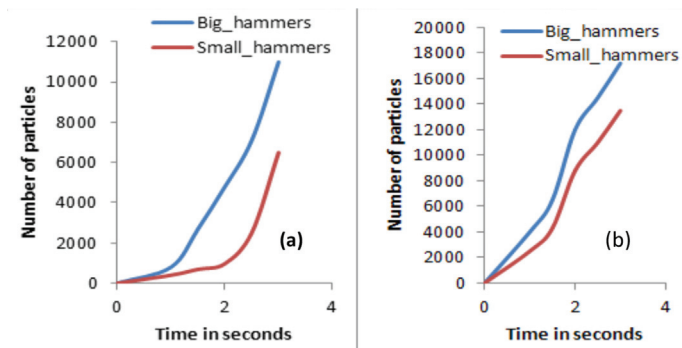 Big_hammers
Small_hammers
12000
10000
8000
6000
4000
2000
0
Number of particles
(a)
0 2 4
Time in seconds
Big_hammers
Small_hammers
20000
18000
16000
14000
12000
10000
8000
6000
4000
2000
0
Number of particles
(b)
0 2 4
Time in seconds